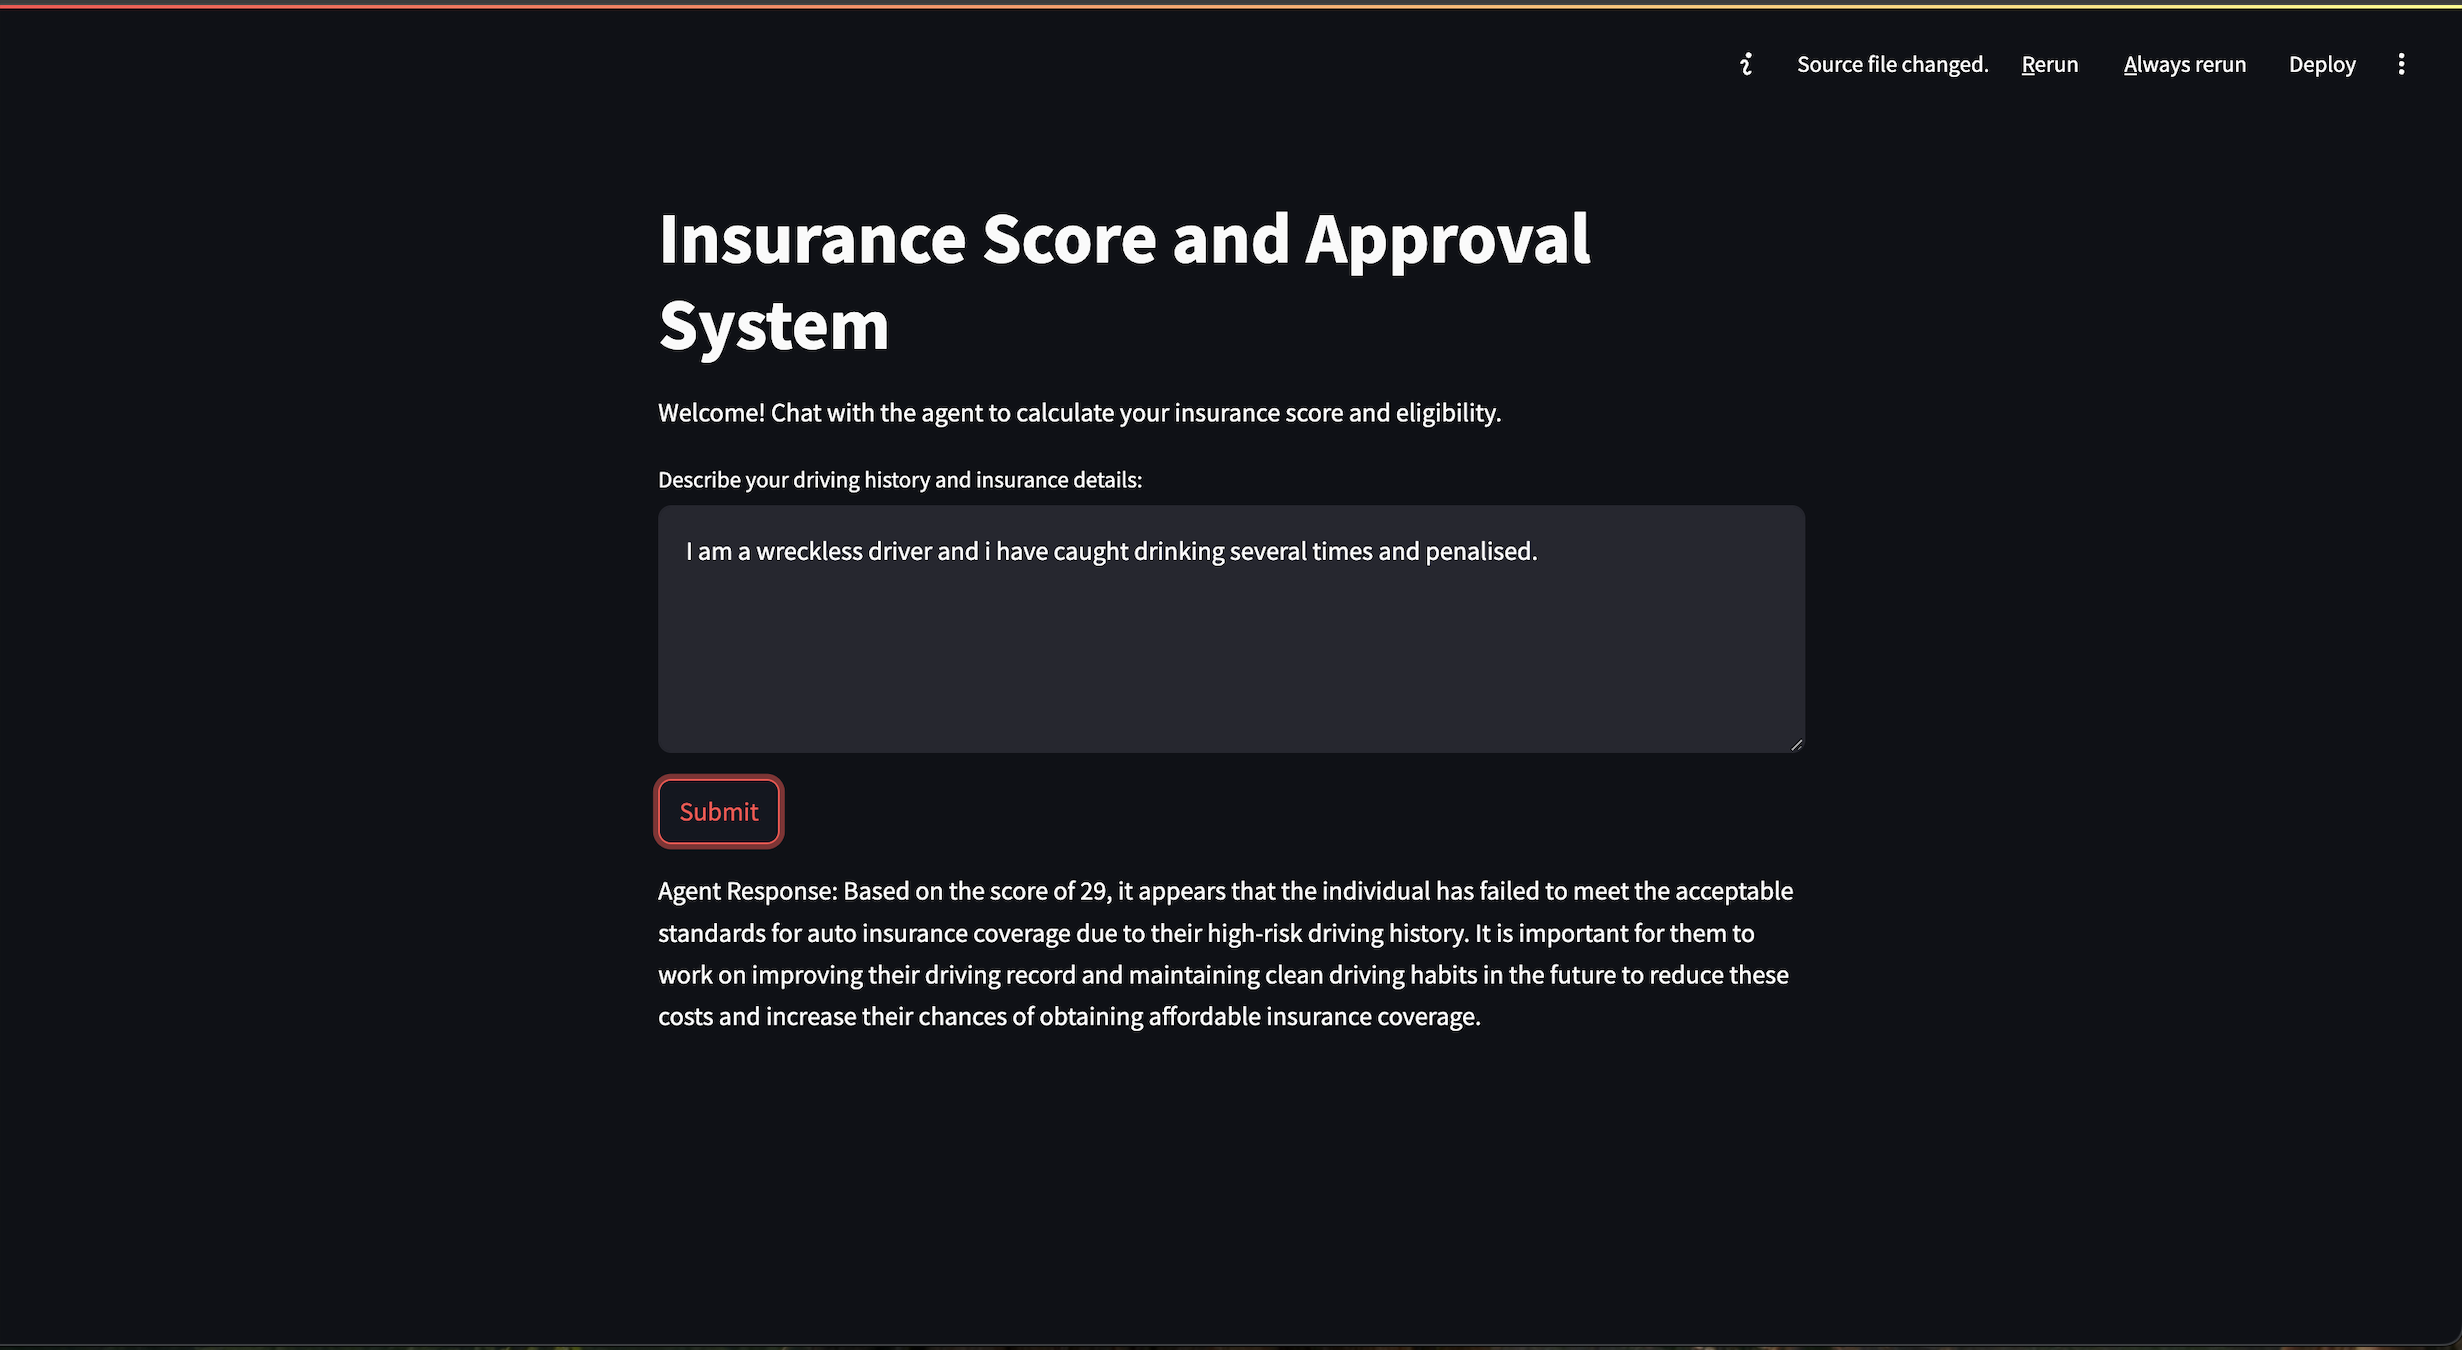 Source file changed. Rerun Always rerun Deploy
Insurance Score and Approval
System
Welcome! Chat with the agent to calculate your insurance score and eligibility.
Describe your driving history and insurance details:
I am a wreckless driver and i have caught drinking several times and penalised.
Submit
Agent Response: Based on the score of 29, it appears that the individual has failed to meet the acceptable
standards for auto insurance coverage due to their high-risk driving history. It is important for them to
work on improving their driving record and maintaining clean driving habits in the future to reduce these
costs and increase their chances of obtaining affordable insurance coverage.